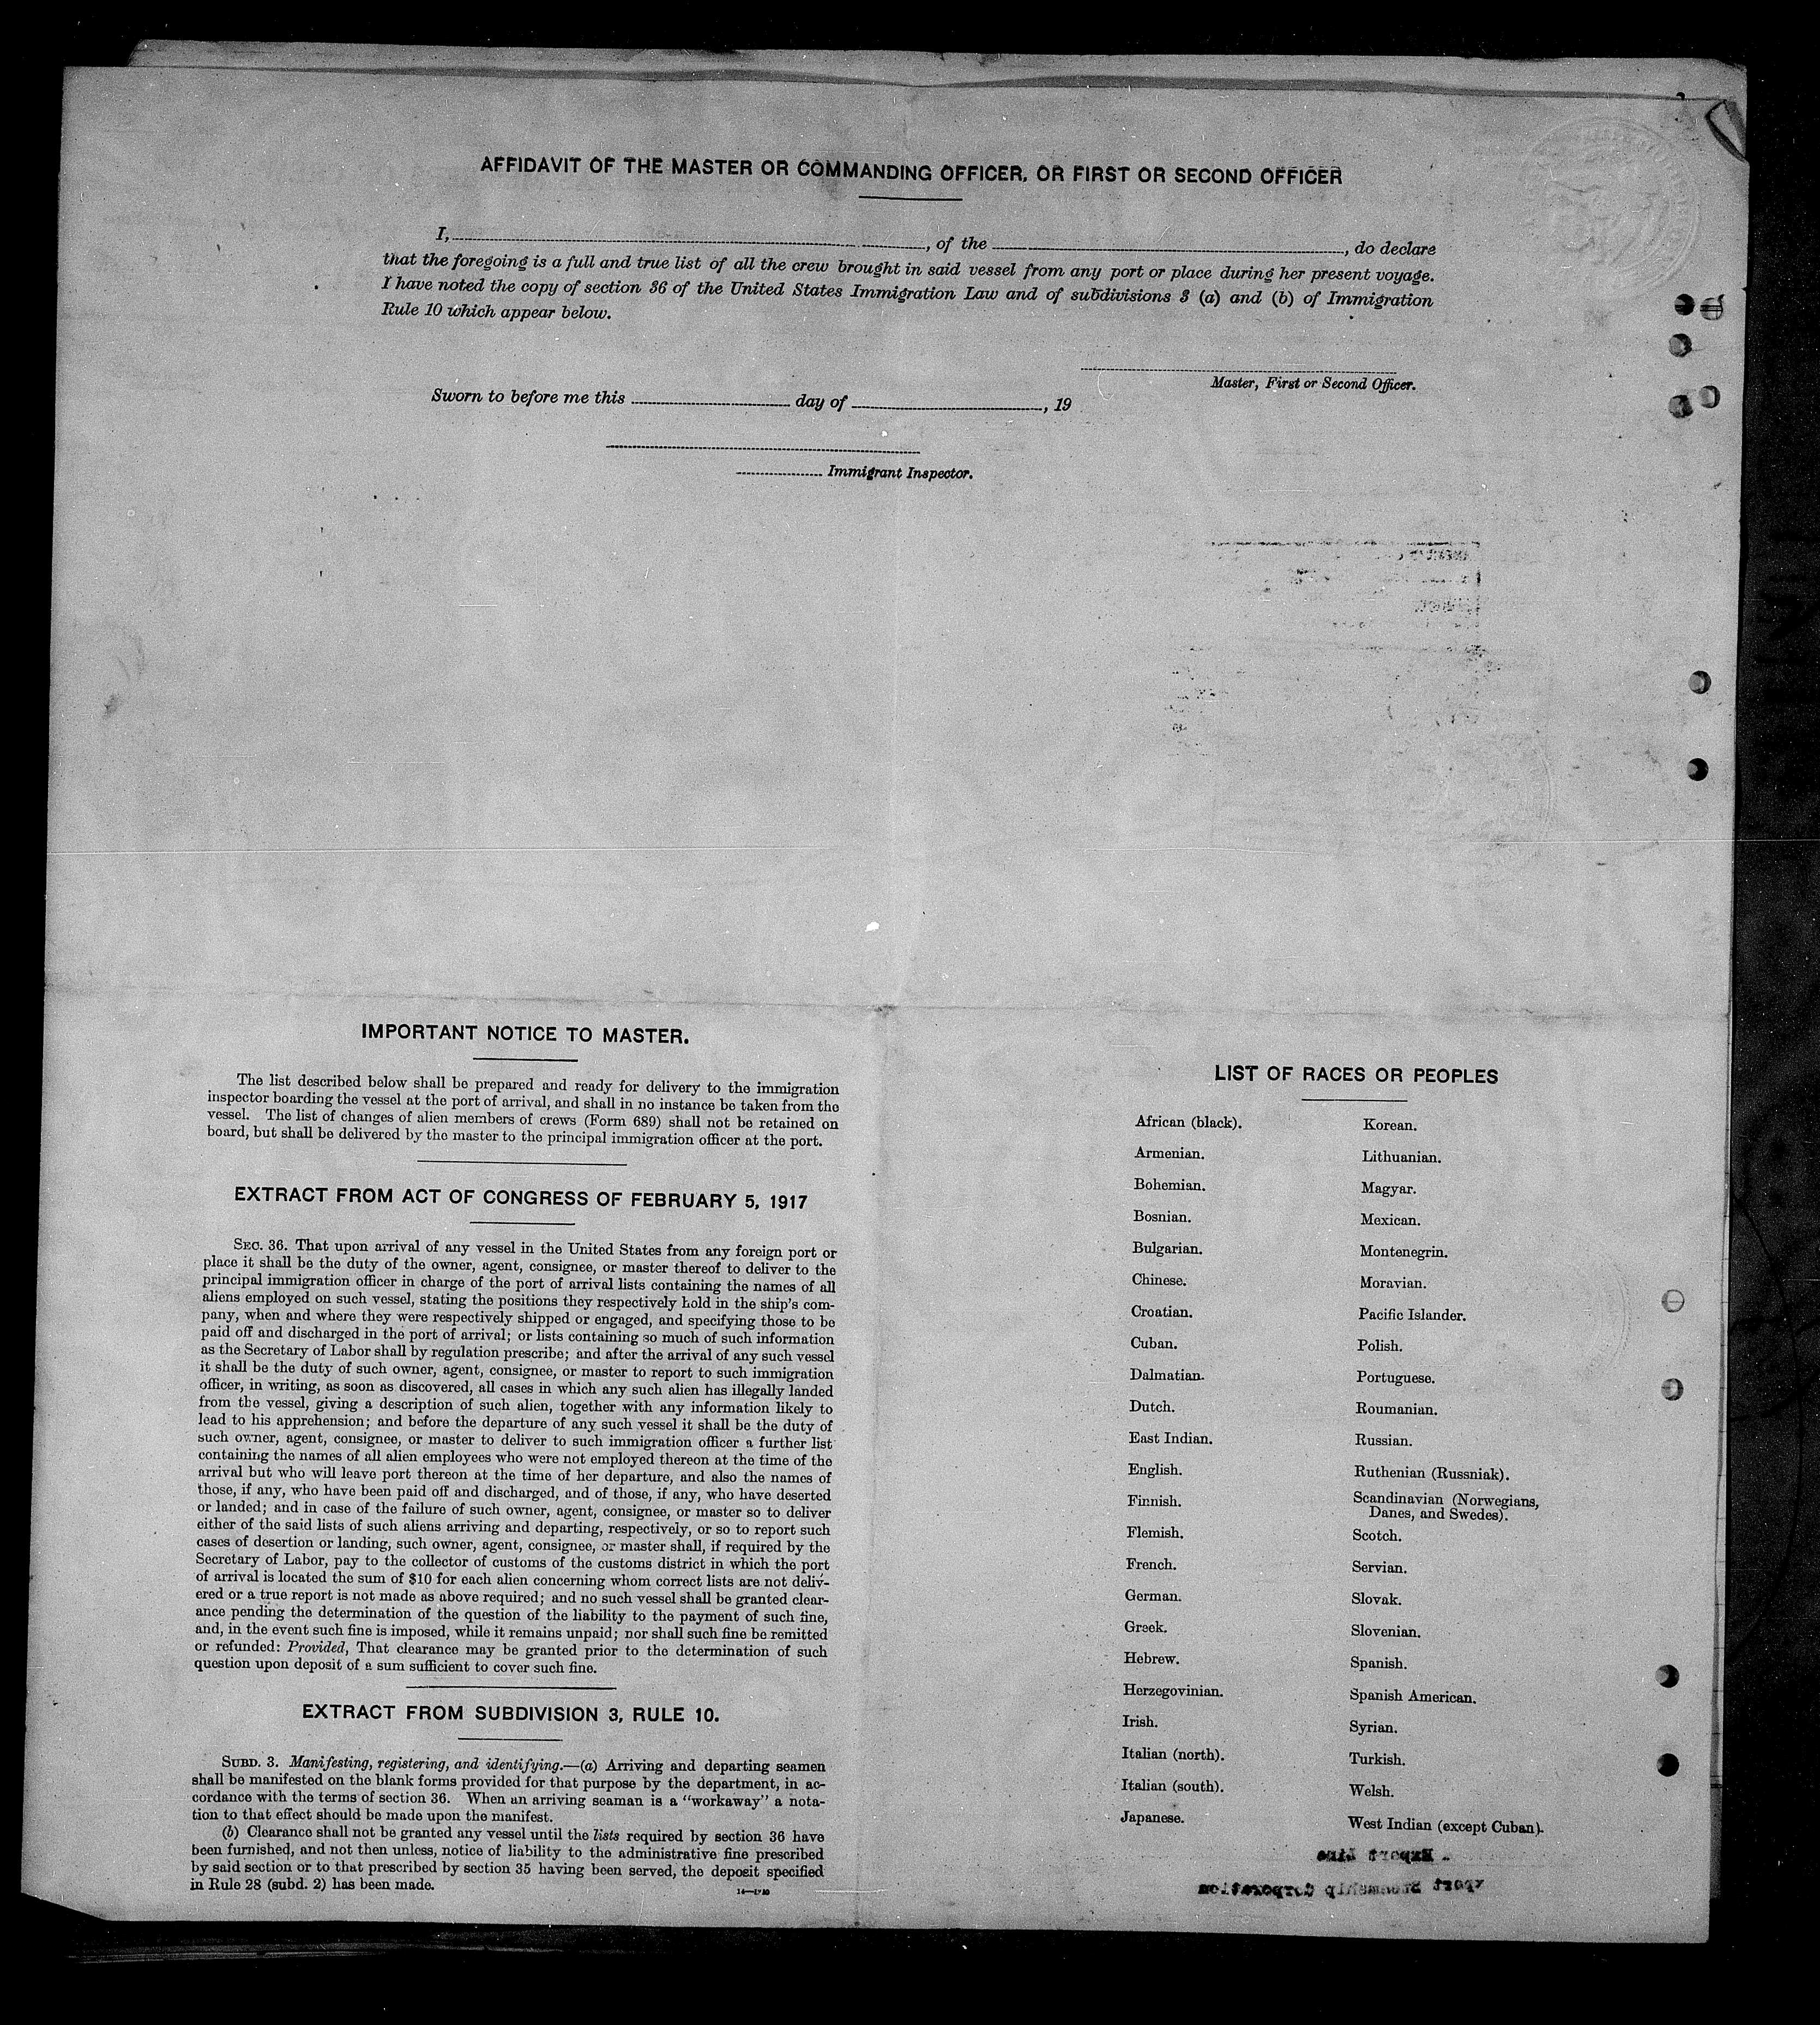 AFFIDAVIT OF THE MASTER OR COMMANDING OFFICER, OR FIRST OR SECOND OFFICER
I, , of the , do declare
that the foregoing is a full and true list of all the crew brought in said vessel from any port or place during her present voyage.
I have noted the copy of section 36 of the United States Immigration Law and of subdivisions 3 (a) and (b) of Immigration
Rule 10 which appear below.
Master, First or Second Officer.
Sworn to before me this day of , 19
Immigrant Inspector.
IMPORTANT NOTICE TO MASTER.
The list described below shall be prepared and ready for delivery to the immigration
inspector boarding the vessel at the port of arrival, and shall in no instance be taken from the
vessel. The list of changes of alien members of crews (Form 689) shall not be retained on
board, but shall be delivered by the master to the principal immigration officer at the port.
EXTRACT FROM ACT OF CONGRESS OF FEBRUARY 5, 1917
SEC. 36. That upon arrival of any vessel in the United States from any foreign port or
place it shall be the duty of the owner, agent, consignee, or master thereof to deliver to the
principal immigration officer in charge of the port of arrival lists containing the names of all
aliens employed on such vessel, stating the positions they respectively hold in the ship's com-
pany, when and where they were respectively shipped or engaged, and specifying those to be
paid off and discharged in the port of arrival; or lists containing so much of such information
as the Secretary of Labor shall by regulation prescribe; and after the arrival of any such vessel
it shall be the duty of such owner, agent, consignee, or master to report to such immigration
officer, in writing, as soon as discovered, all cases in which any such alien has illegally landed
from the vessel, giving a description of such alien, together with any information likely to
lead to his apprehension; and before the departure of any such vessel it shall be the duty of
such owner, agent, consignee, or master to deliver to such immigration officer a further list
containing the names of all alien employees who were not employed thereon at the time of the
arrival but who will leave port thereon at the time of her departure, and also the names of
those, if any, who have been paid off and discharged, and of those, if any, who have deserted
or landed; and in case of the failure of such owner, agent, consignee, or master so to deliver
either of the said lists of such aliens arriving and departing, respectively, or so to report such
cases of desertion or landing, such owner, agent, consignee, or master shall, if required by the
Secretary of Labor, pay to the collector of customs of the customs district in which the port
of arrival is located the sum of $10 for each alien concerning whom correct lists are not deliv-
ered or a true report is not made as above required; and no such vessel shall be granted clear-
ance pending the determination of the question of the liability to the payment of such fine,
and, in the event such fine is imposed, while it remains unpaid; nor shall such fine be remitted
or refunded: Provided, That clearance may be granted prior to the determination of such
question upon deposit of a sum sufficient to cover such fine.
EXTRACT FROM SUBDIVISION 3, RULE 10.
SUBD. 3. Manifesting, registering, and identifying.—(a) Arriving and departing seamen
shall be manifested on the blank forms provided for that purpose by the department, in ac-
cordance with the terms of section 36. When an arriving seaman is a "workaway" a nota-
tion to that effect should be made upon the manifest.
(b) Clearance shall not be granted any vessel until the lists required by section 36 have
been furnished, and not then unless, notice of liability to the administrative fine prescribed
by said section or to that prescribed by section 35 having been served, the deposit specified
in Rule 28 (subd. 2) has been made.
LIST OF RACES OR PEOPLES
African (black).
Armenian.
Bohemian.
Bosnian.
Bulgarian.
Chinese.
Croatian.
Cuban.
Dalmatian.
Dutch.
East Indian.
English.
Finnish.
Flemish.
French.
German.
Greek.
Hebrew.
Herzegovinian.
Irish.
Italian (north).
Italian (south).
Japanese.
Korean.
Lithuanian.
Magyar.
Mexican.
Montenegrin.
Moravian.
Pacific Islander.
Polish.
Portuguese.
Roumanian.
Russian.
Ruthenian (Russniak).
Scandinavian (Norwegians,
Danes, and Swedes).
Scotch.
Servian.
Slovak.
Slovenian.
Spanish.
Spanish American.
Syrian.
Turkish.
Welsh.
West Indian (except Cuban).
Export Line
xport Steamship Corporation